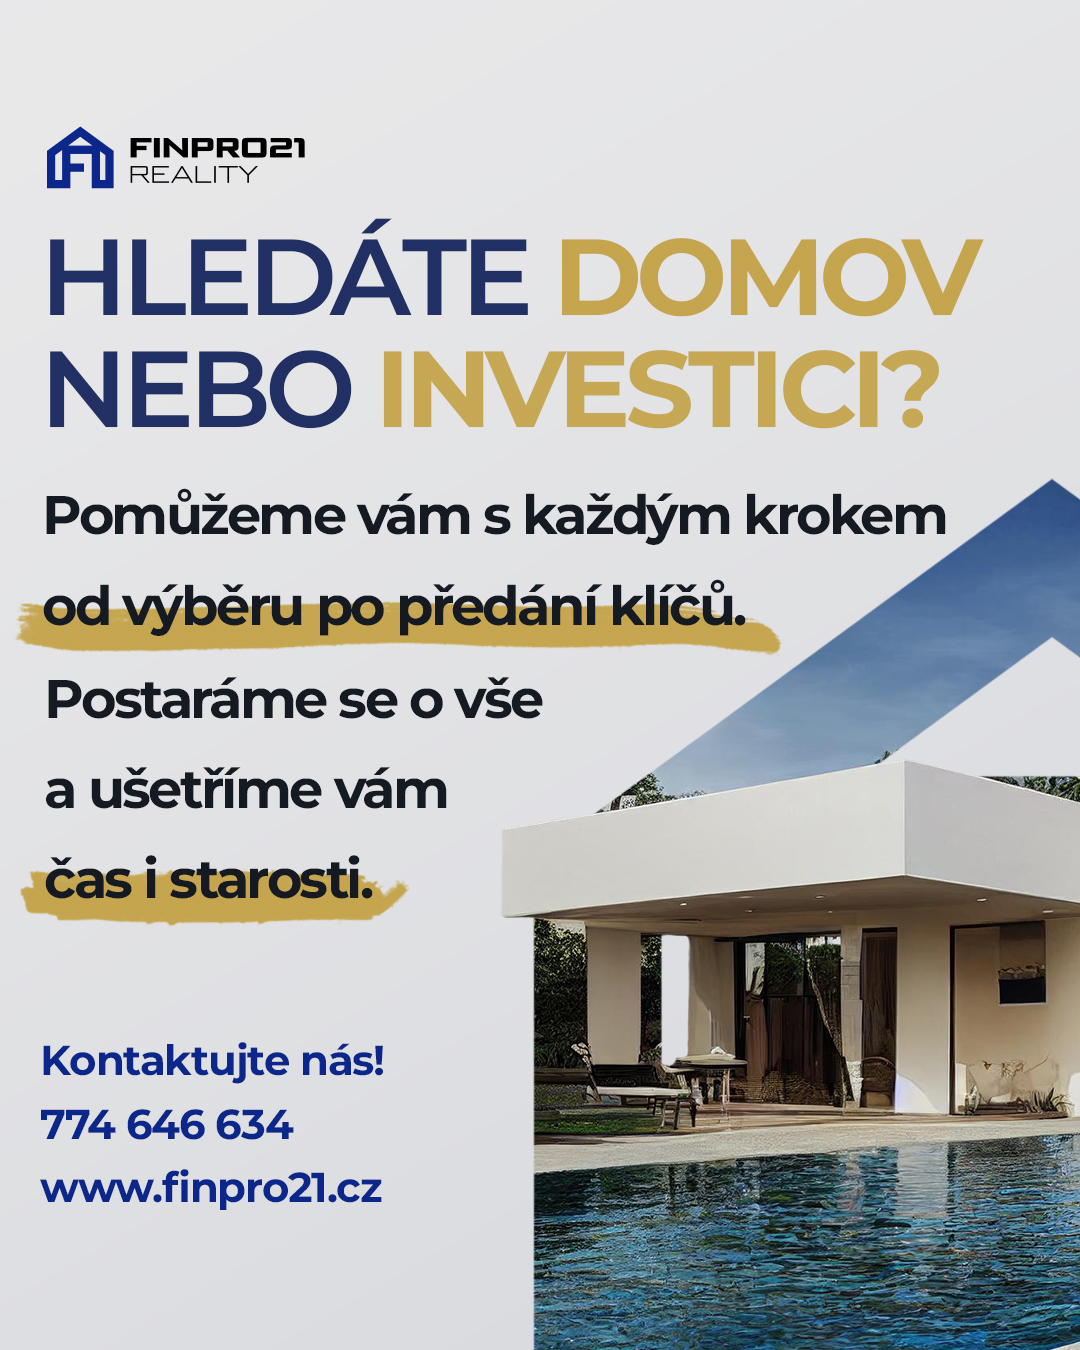 FINPRO21
REALITY
HLEDÁTE DOMOV
NEBO INVESTICI?
Pomůžeme vám s každým krokem
od výběru po předání klíčů.
Postaráme se o vše
a ušetříme vám
čas i starosti.
Kontaktujte nás!
774 646 634
www.finpro21.cz